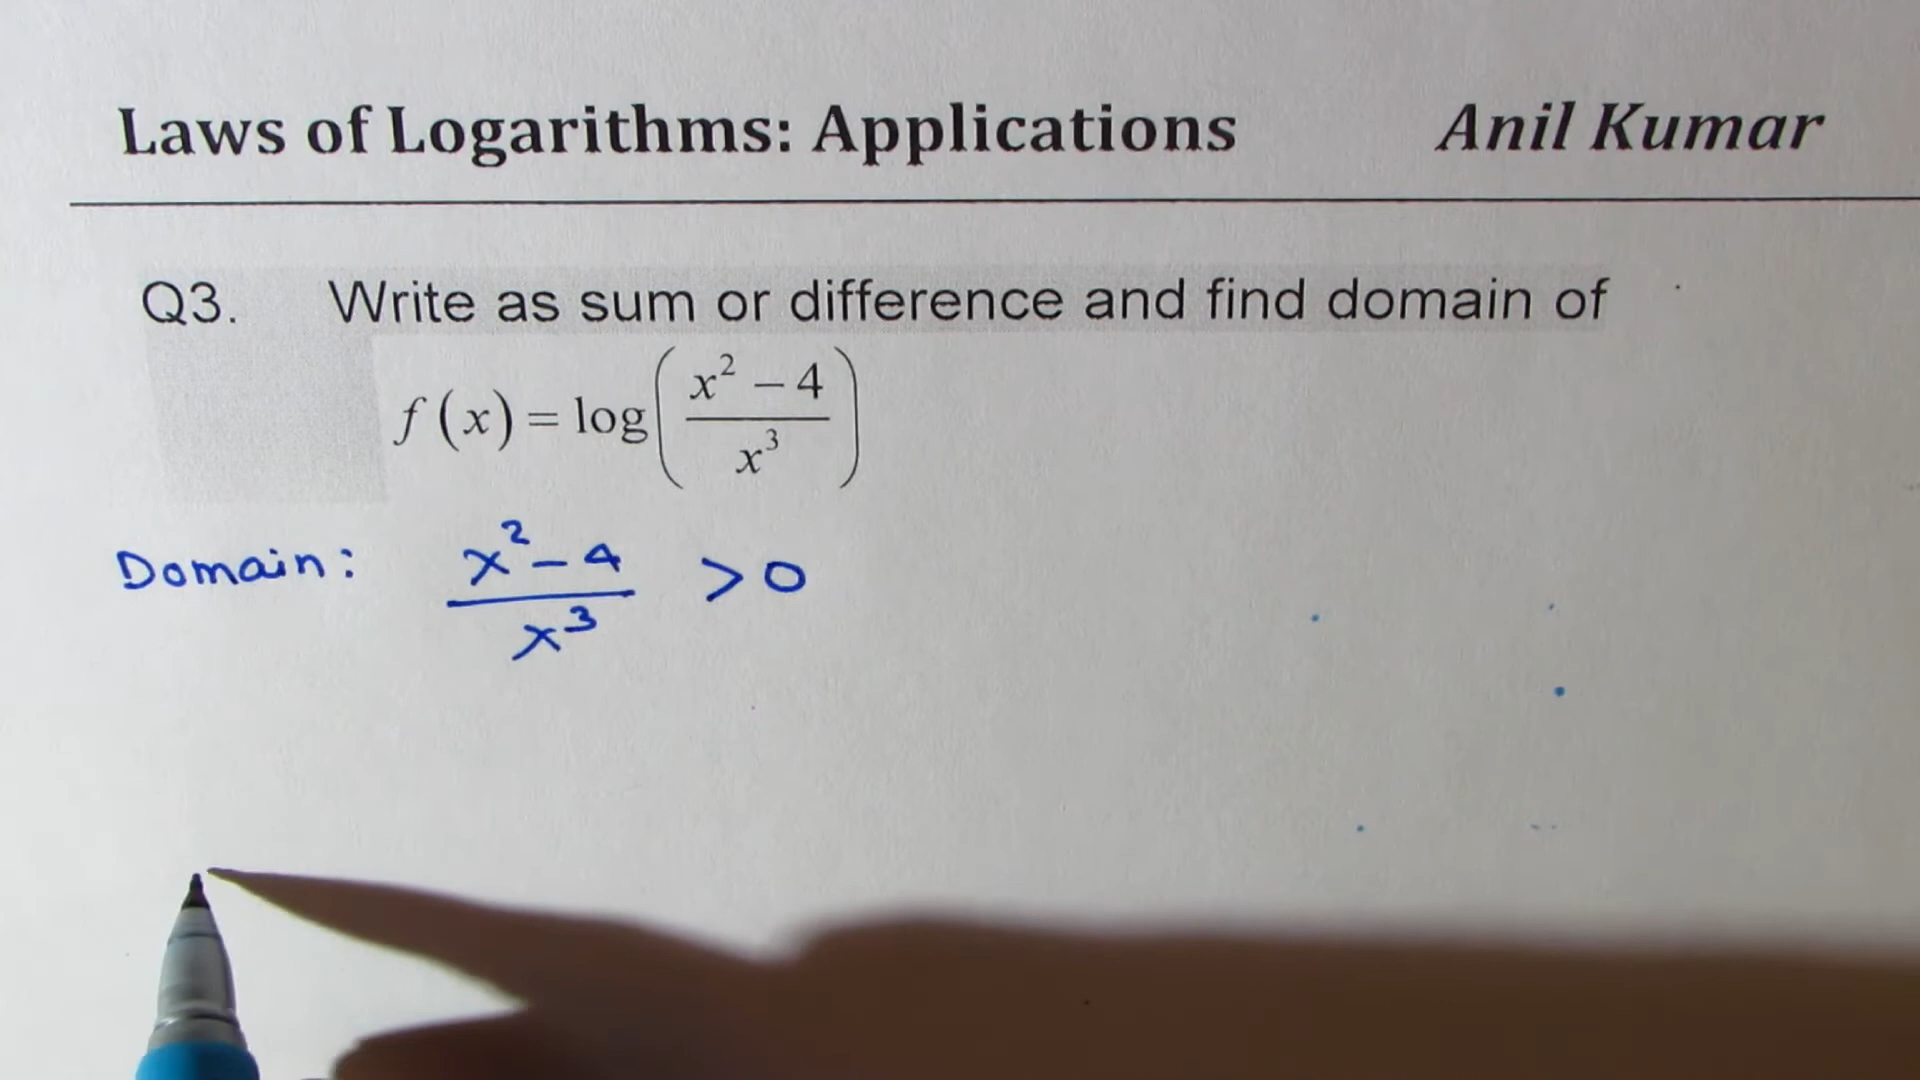 Laws of Logarithms: Applications Anil Kumar
Q3. Write as sum or difference and find domain of
f(x) = log((x² − 4)/x³)
Domain: (x² − 4)/x³ > 0